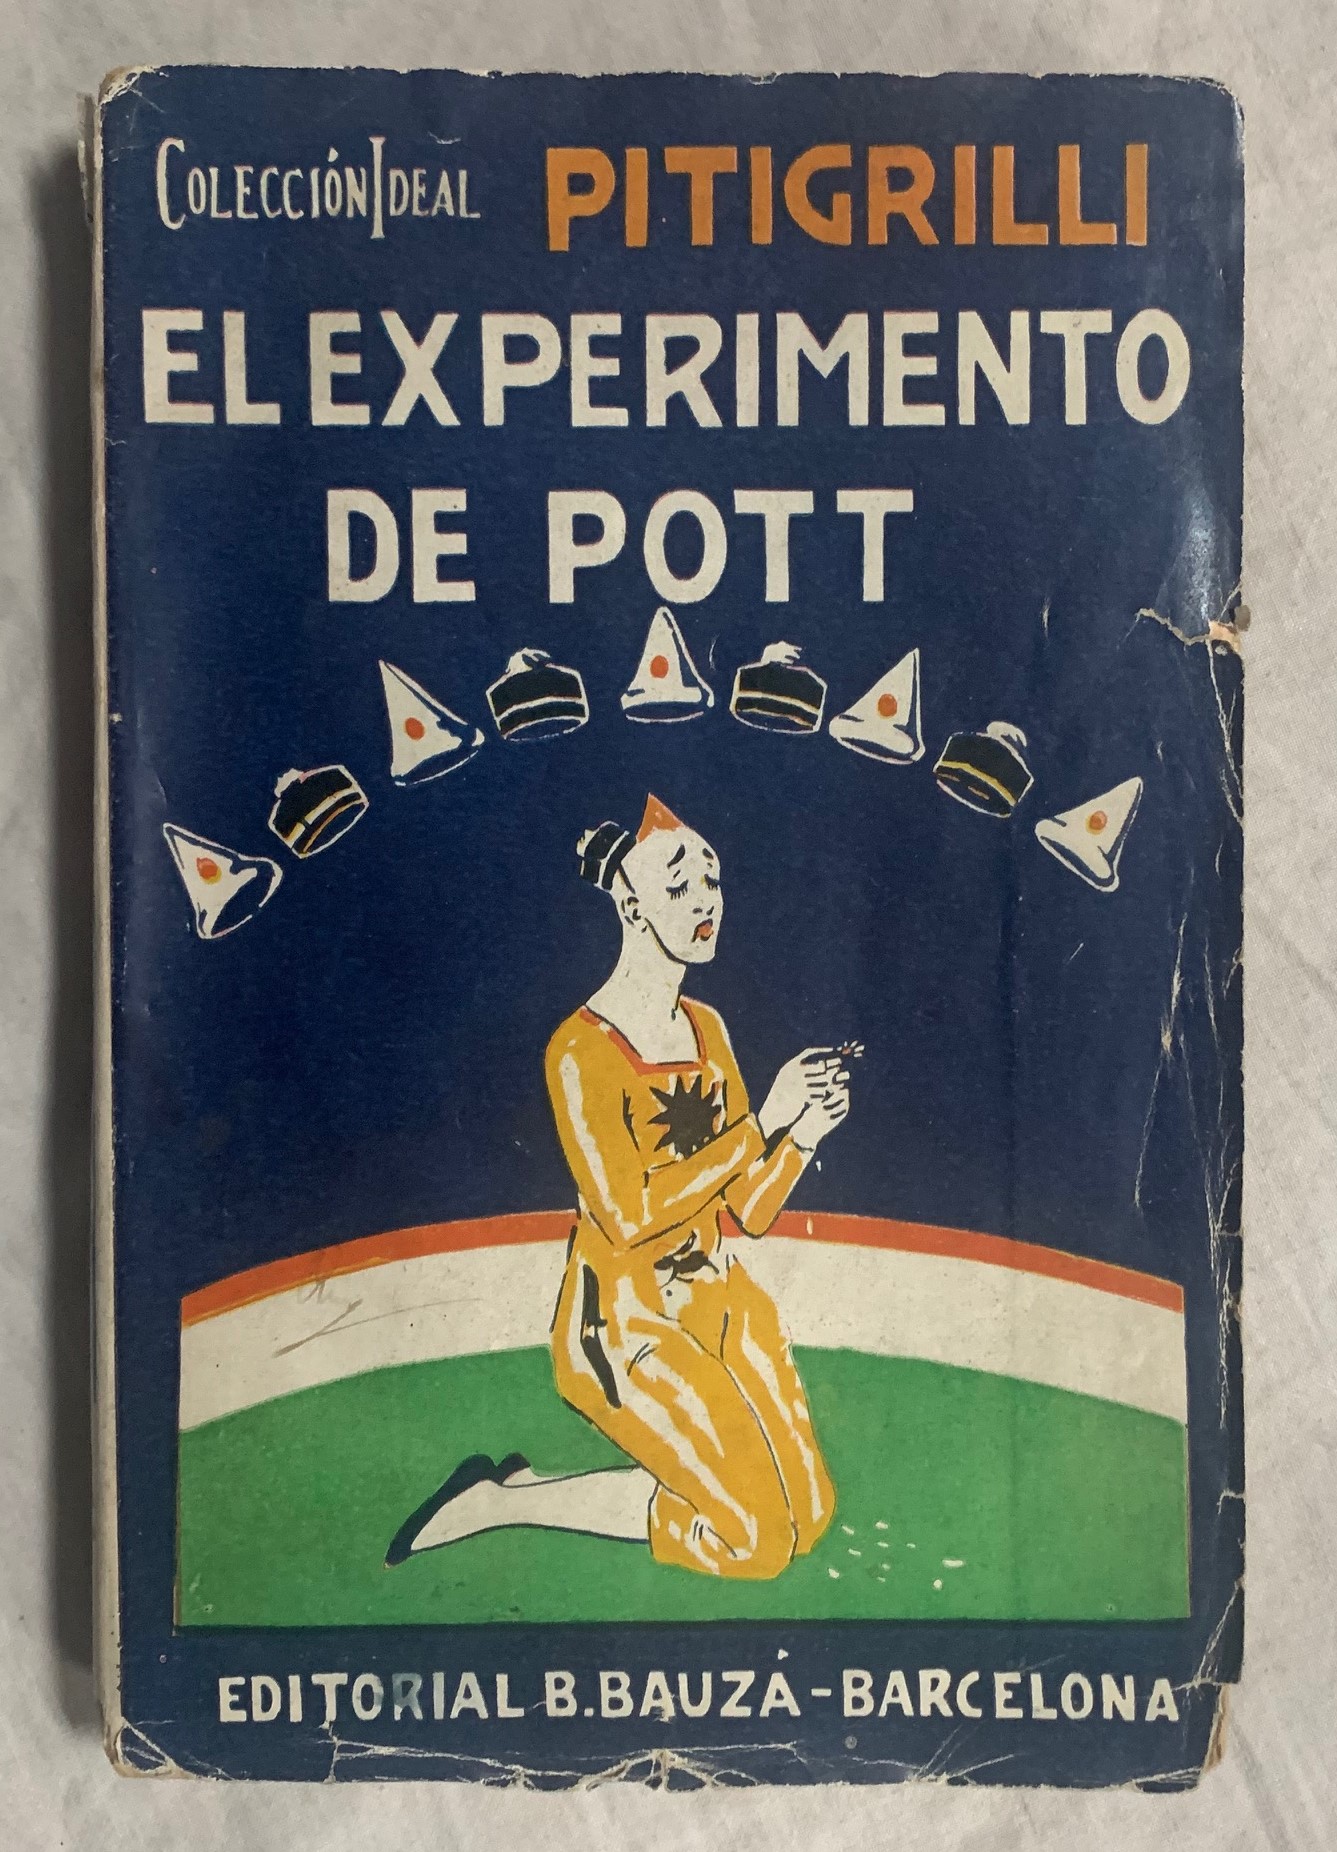 COLECCIÓN IDEAL
PITIGRILLI
EL EXPERIMENTO
DE POTT
EDITORIAL B. BAUZÁ - BARCELONA